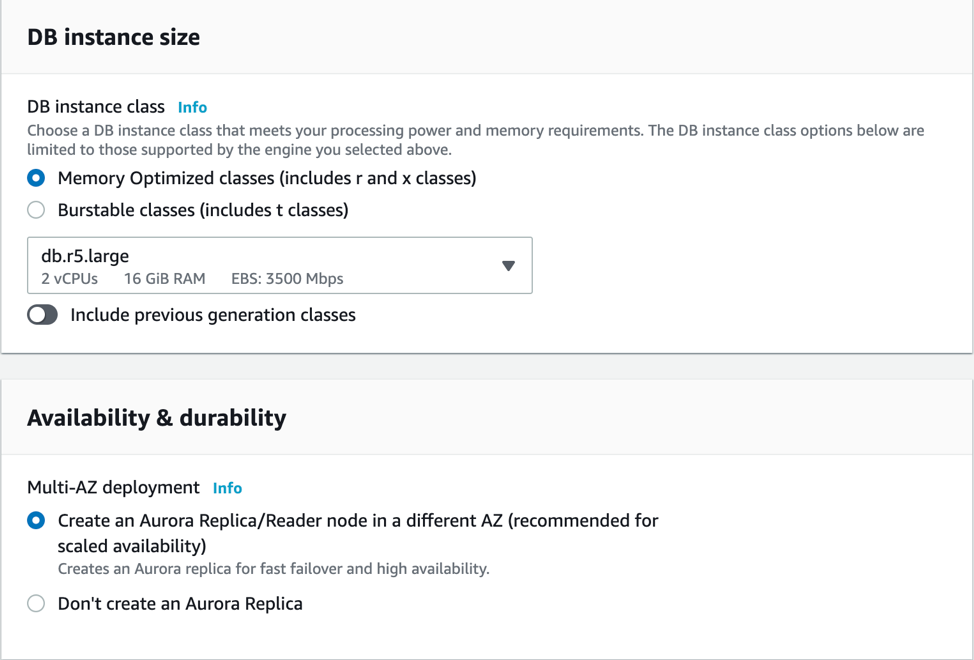 DB instance size
DB instance class Info
Choose a DB instance class that meets your processing power and memory requirements. The DB instance class options below are
limited to those supported by the engine you selected above.
Memory Optimized classes (includes r and x classes)
Burstable classes (includes t classes)
db.r5.large
2 vCPUs 16 GiB RAM EBS: 3500 Mbps
Include previous generation classes
Availability & durability
Multi-AZ deployment Info
Create an Aurora Replica/Reader node in a different AZ (recommended for
scaled availability)
Creates an Aurora replica for fast failover and high availability.
Don't create an Aurora Replica